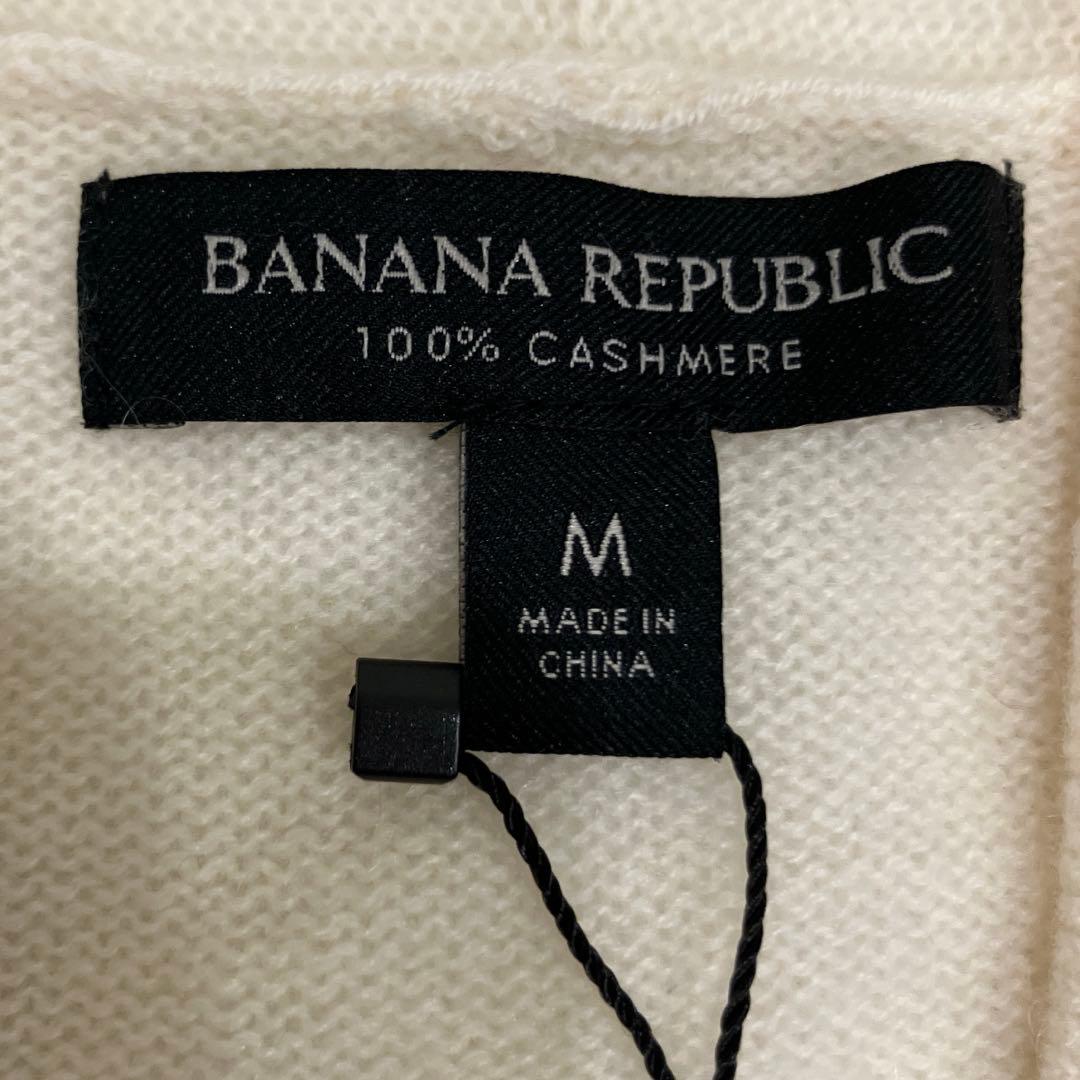 BANANA REPUBLIC
100% CASHMERE
M
MADE IN
CHINA